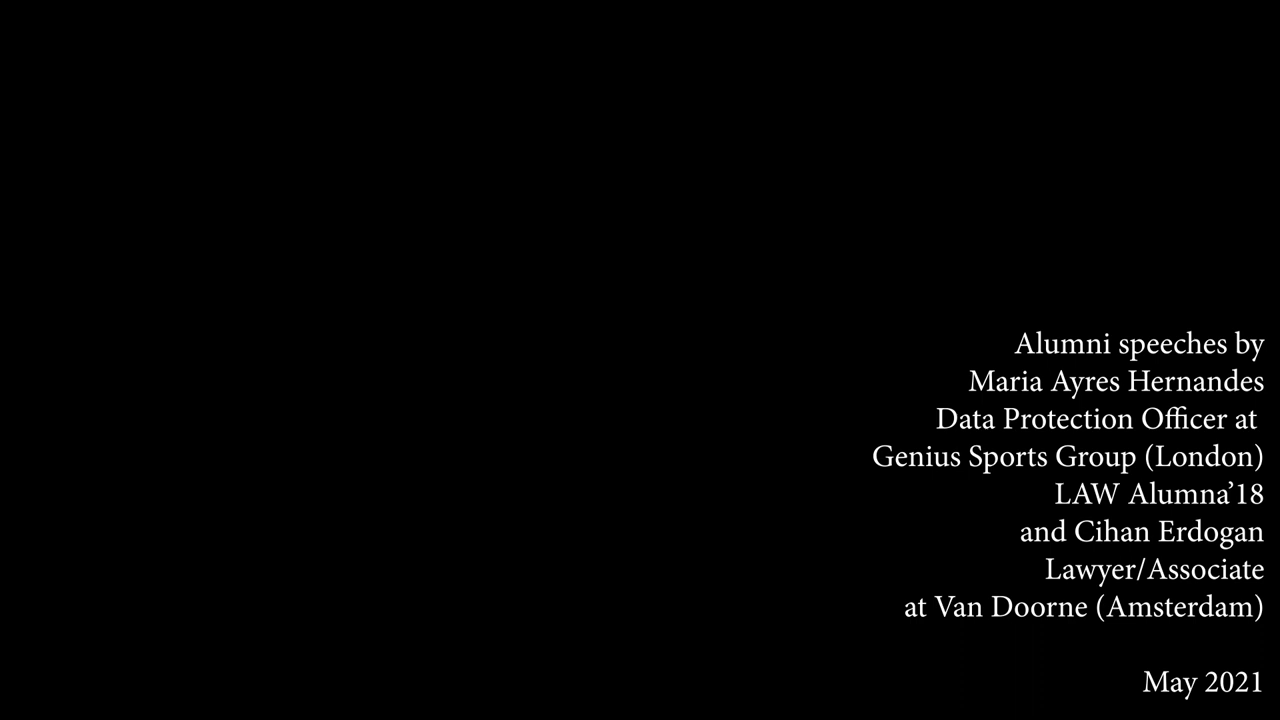 Alumni speeches by
Maria Ayres Hernandes
Data Protection Officer at
Genius Sports Group (London)
LAW Alumna’18
and Cihan Erdogan
Lawyer/Associate
at Van Doorne (Amsterdam)
May 2021